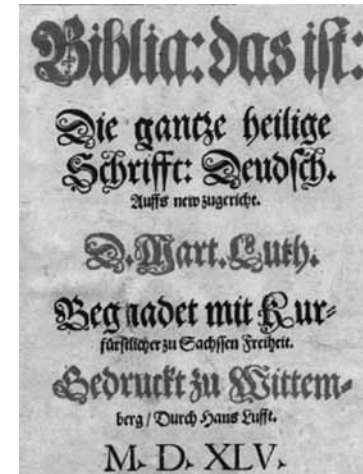 Biblia: das ist:
Die gantze Heilige
Schrifft: Deudsch.
Auffs new zugericht.
D. Mart. Luth.
Begnadet mit Kur-
fürstlicher zu Sachssen Freiheit.
Gedruckt zu Wittem-
berg / Durch Hans Lufft.
M. D. XLV.